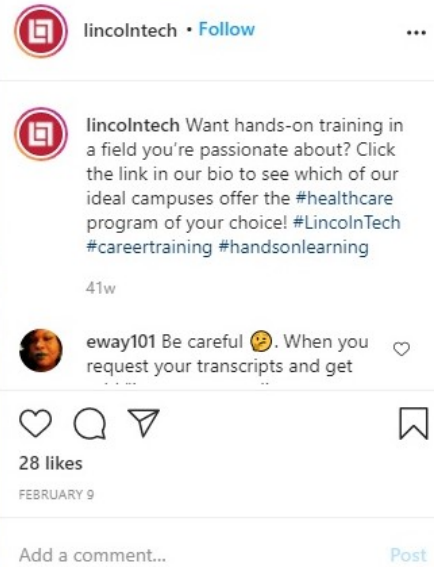 lincolntech • Follow
lincolntech Want hands-on training in
a field you're passionate about? Click
the link in our bio to see which of our
ideal campuses offer the #healthcare
program of your choice! #LincolnTech
#careertraining #handsonlearning
41w
eway101 Be careful 🤔. When you
request your transcripts and get
28 likes
FEBRUARY 9
Add a comment...
Post